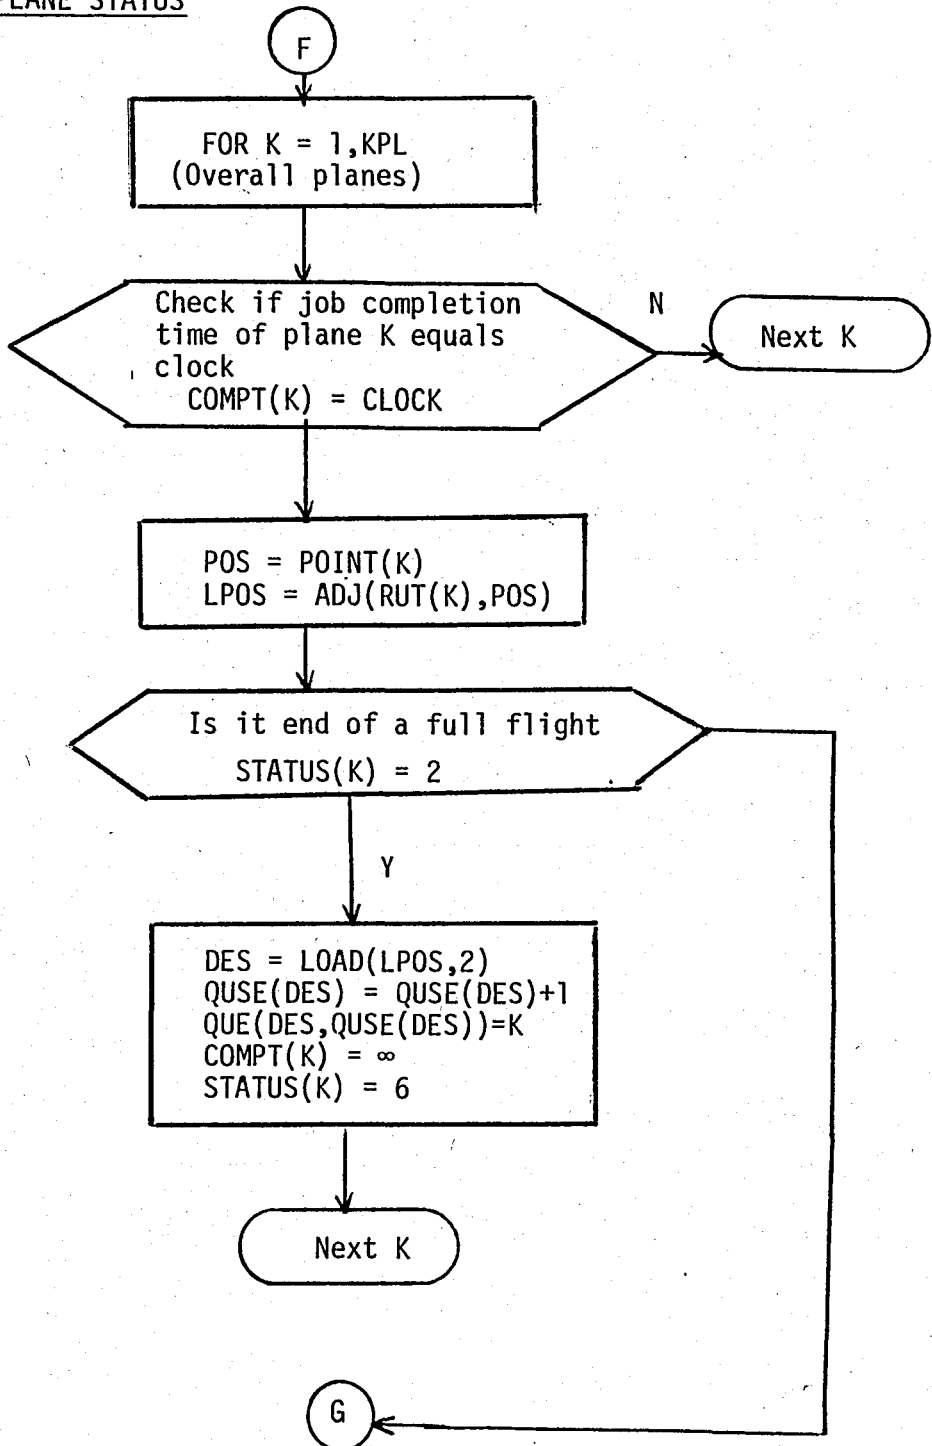 PLANE STATUS
F
FOR K = 1,KPL
(Overall planes)
Check if job completion
time of plane K equals
clock
COMPT(K) = CLOCK
N
Next K
POS = POINT(K)
LPOS = ADJ(RUT(K),POS)
Is it end of a full flight
STATUS(K) = 2
Y
DES = LOAD(LPOS,2)
QUSE(DES) = QUSE(DES)+1
QUE(DES,QUSE(DES))=K
COMPT(K) = ∞
STATUS(K) = 6
Next K
G